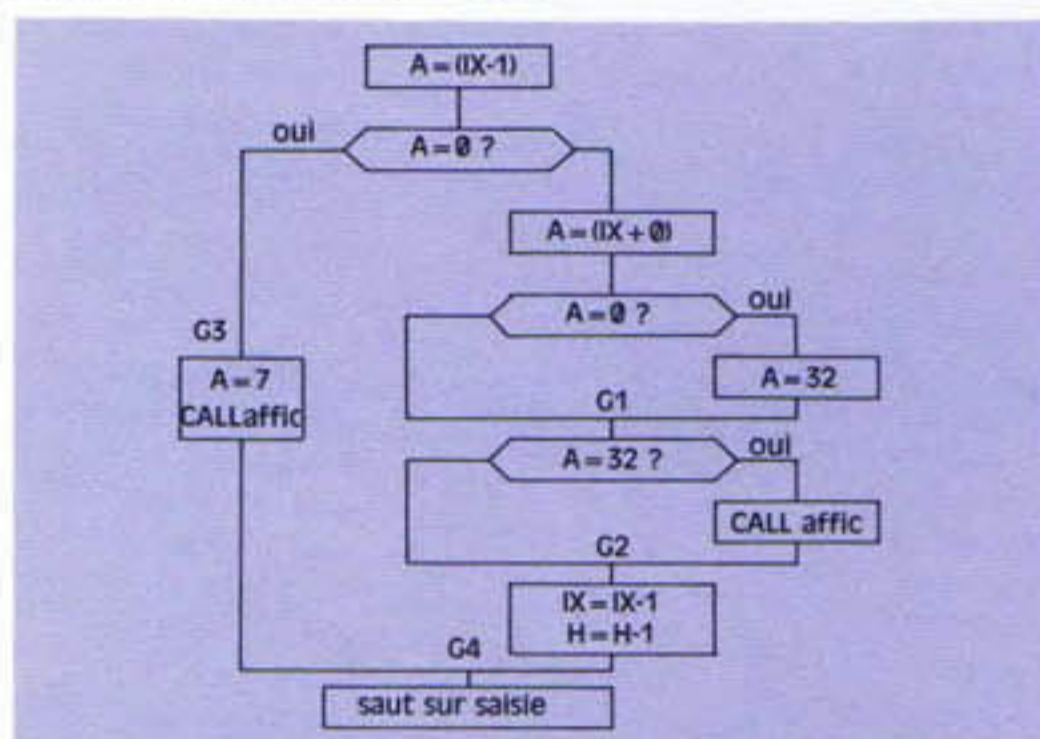 A=(IX-1)
oui
A=0 ?
A=(IX+0)
A=0 ?
oui
G3
A=7
CALLaffic
A=32
G1
A=32 ?
oui
CALL affic
G2
IX=IX-1
H=H-1
G4
saut sur saisie